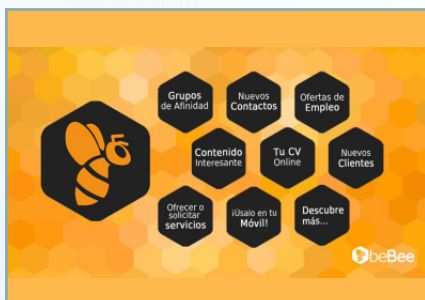 Grupos
de Afinidad
Nuevos
Contactos
Ofertas de
Empleo
Contenido
Interesante
Tu CV
Online
Nuevos
Clientes
Ofrecer o
solicitar
servicios
¡Úsalo en tu
Móvil!
Descubre
más...
beBee